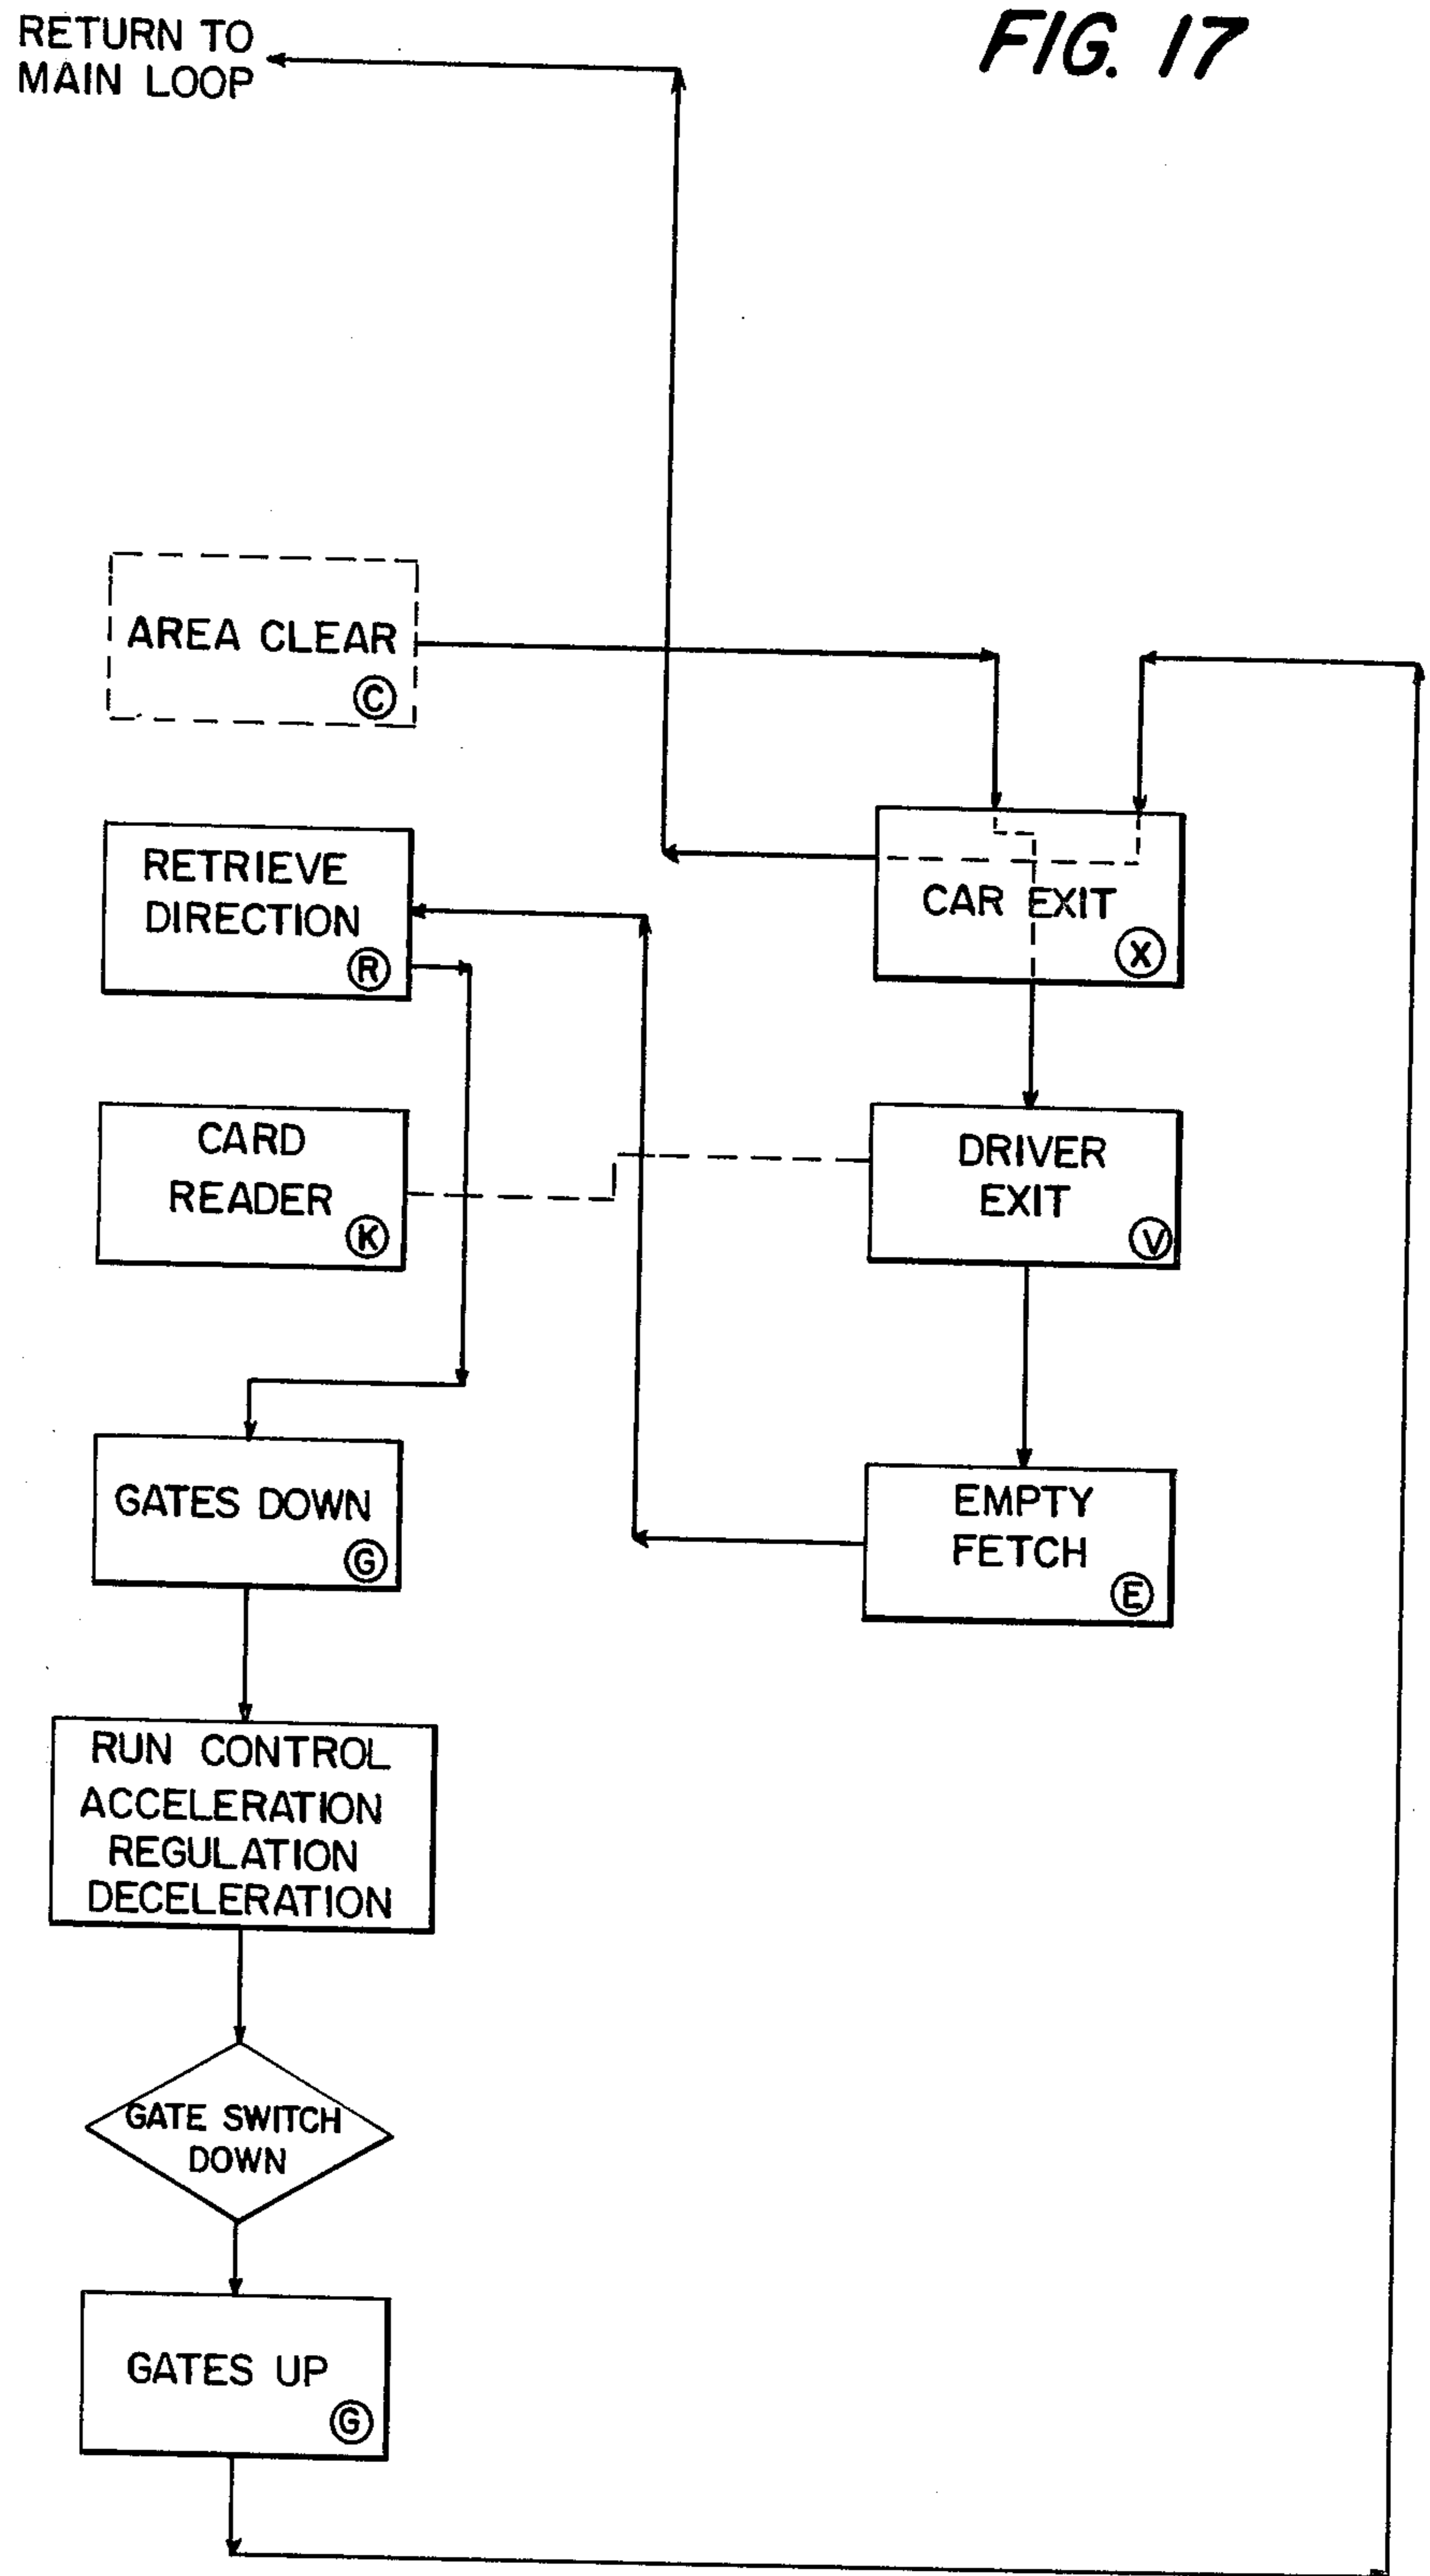 RETURN TO
MAIN LOOP
FIG. 17
AREA CLEAR
C
RETRIEVE
DIRECTION
R
CAR EXIT
X
CARD
READER
K
DRIVER
EXIT
V
GATES DOWN
G
EMPTY
FETCH
E
RUN CONTROL
ACCELERATION
REGULATION
DECELERATION
GATE SWITCH
DOWN
GATES UP
G